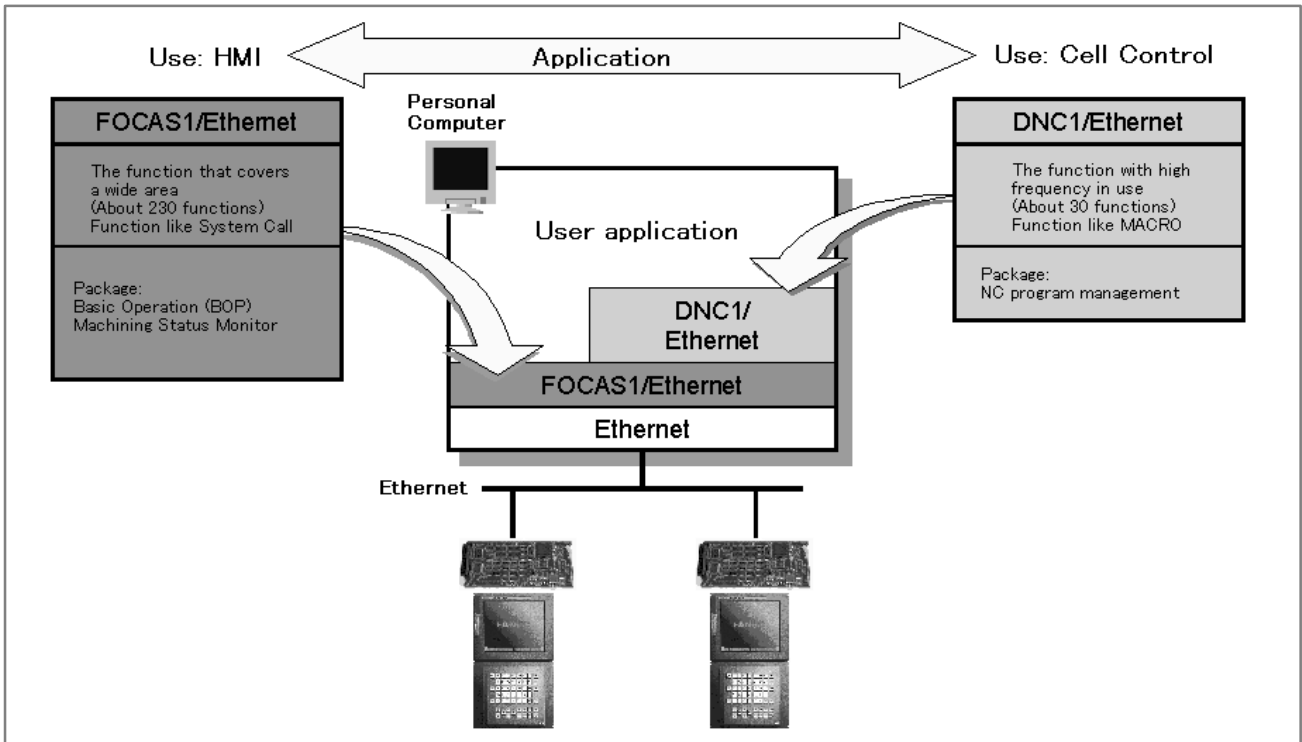 Use: HMI
Application
Use: Cell Control
FOCAS1/Ethernet
The function that covers
a wide area
(About 230 functions)
Function like System Call
Package:
Basic Operation (BOP)
Machining Status Monitor
Personal
Computer
User application
DNC1/
Ethernet
FOCAS1/Ethernet
Ethernet
DNC1/Ethernet
The function with high
frequency in use
(About 30 functions)
Function like MACRO
Package:
NC program management
Ethernet